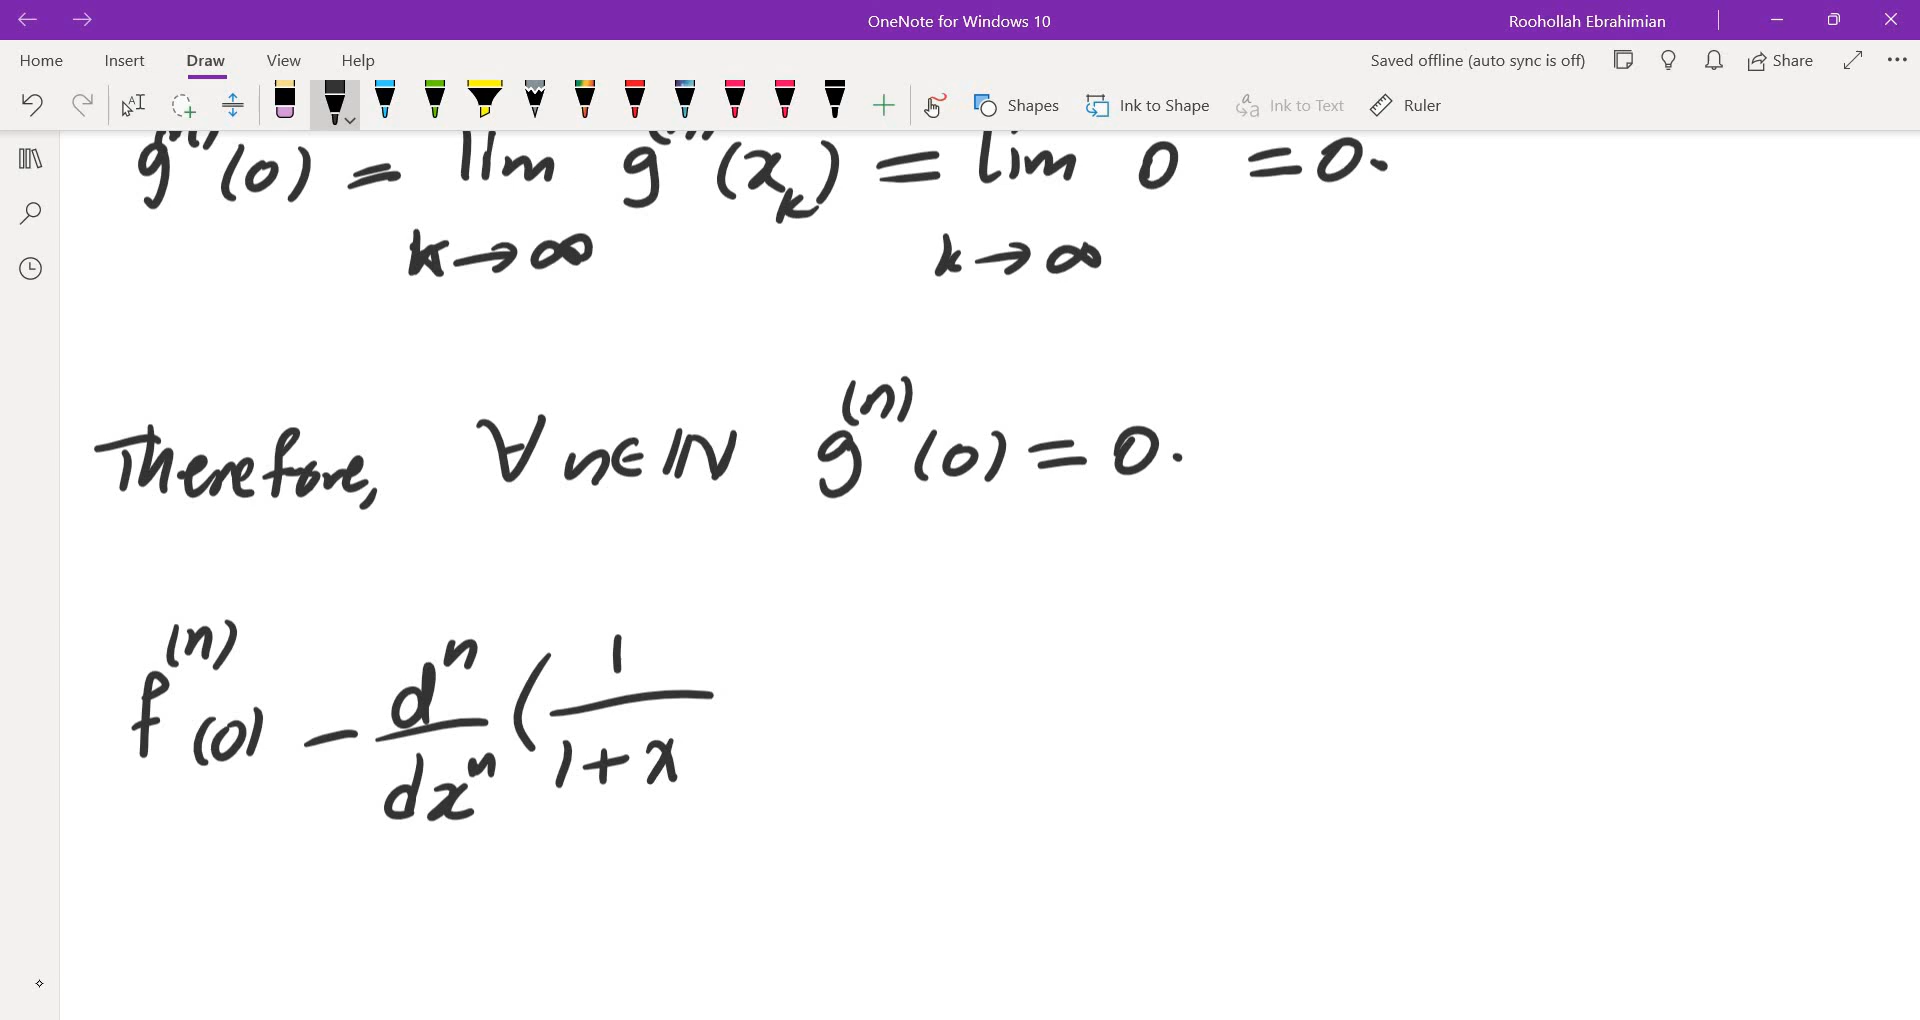 OneNote for Windows 10
Roohollah Ebrahimian
Home Insert Draw View Help
Saved offline (auto sync is off) Share
Shapes Ink to Shape Ink to Text Ruler
g (0) = lim g (x_k) = lim 0 = 0.
k → ∞ k → ∞
Therefore, ∀ n ∈ ℕ g^(n) (0) = 0.
f^(n) (0) - d^n/dx^n ( 1/1+x